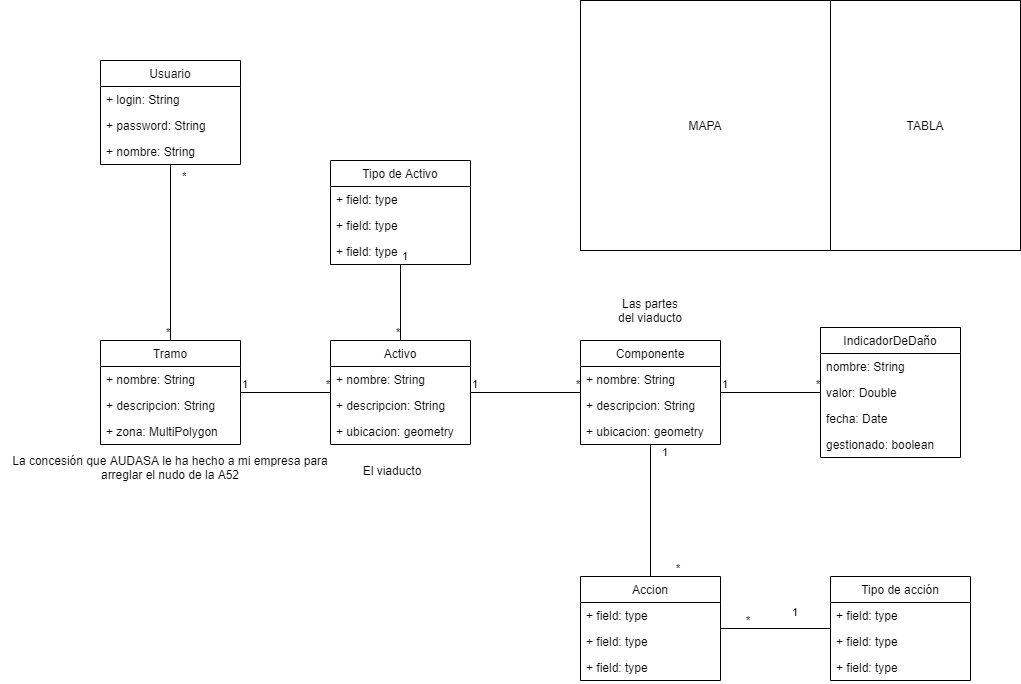 MAPA
TABLA
Usuario
+ login: String
+ password: String
+ nombre: String
*
Tipo de Activo
+ field: type
+ field: type
+ field: type
1
*
*
Las partes
del viaducto
Tramo
+ nombre: String
+ descripcion: String
+ zona: MultiPolygon
1
*
Activo
+ nombre: String
+ descripcion: String
+ ubicacion: geometry
1
*
Componente
+ nombre: String
+ descripcion: String
+ ubicacion: geometry
1
*
IndicadorDeDaño
nombre: String
valor: Double
fecha: Date
gestionado: boolean
La concesión que AUDASA le ha hecho a mi empresa para
arreglar el nudo de la A52
El viaducto
1
*
Accion
+ field: type
+ field: type
+ field: type
*
1
Tipo de acción
+ field: type
+ field: type
+ field: type